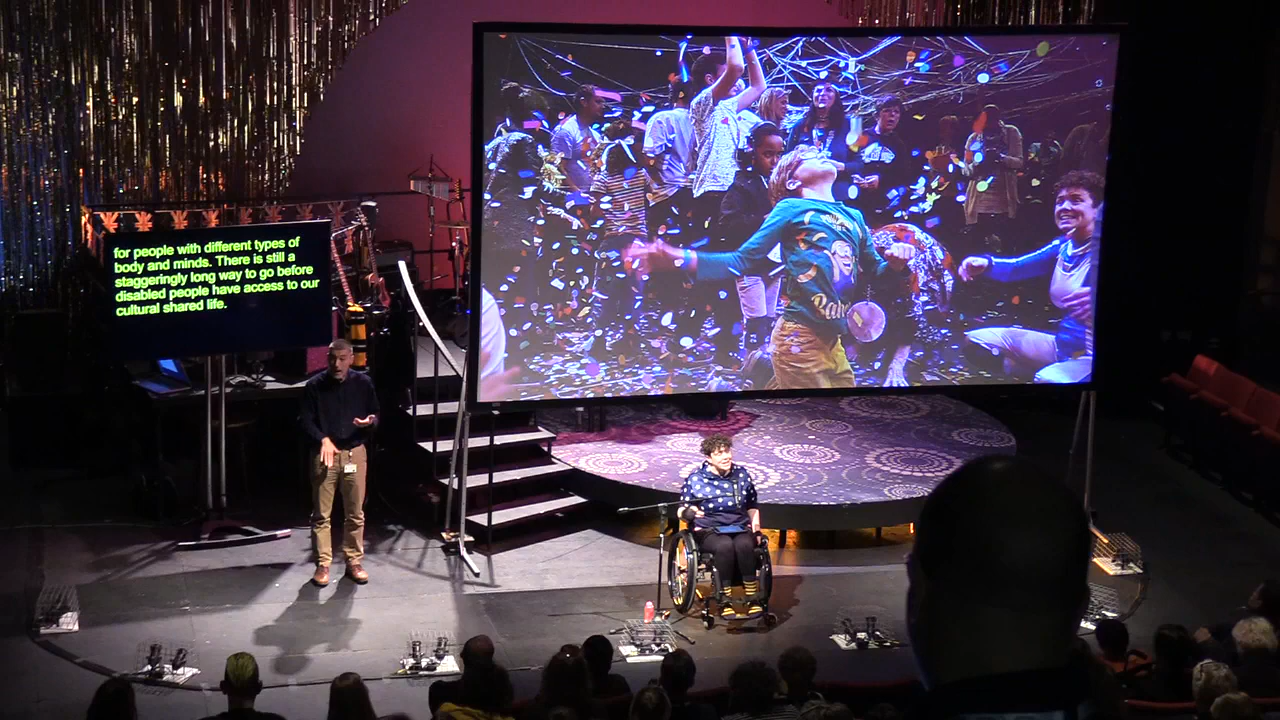 for people with different types of
body and minds. There is still a
staggeringly long way to go before
disabled people have access to our
cultural shared life.